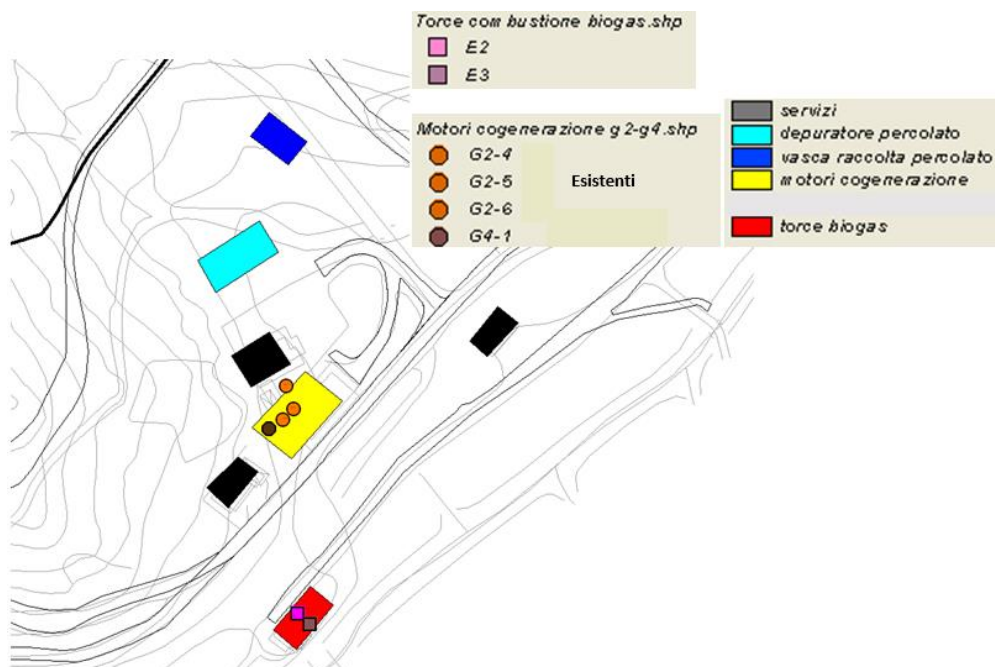 Torce com bustione biogas.shp
E2
E3
Motori cogenerazione g2-g4.shp
G2-4
G2-5
Esistenti
G2-6
G4-1
servizi
depuratore percolato
vasca raccolta percolato
motori cogenerazione
torce biogas